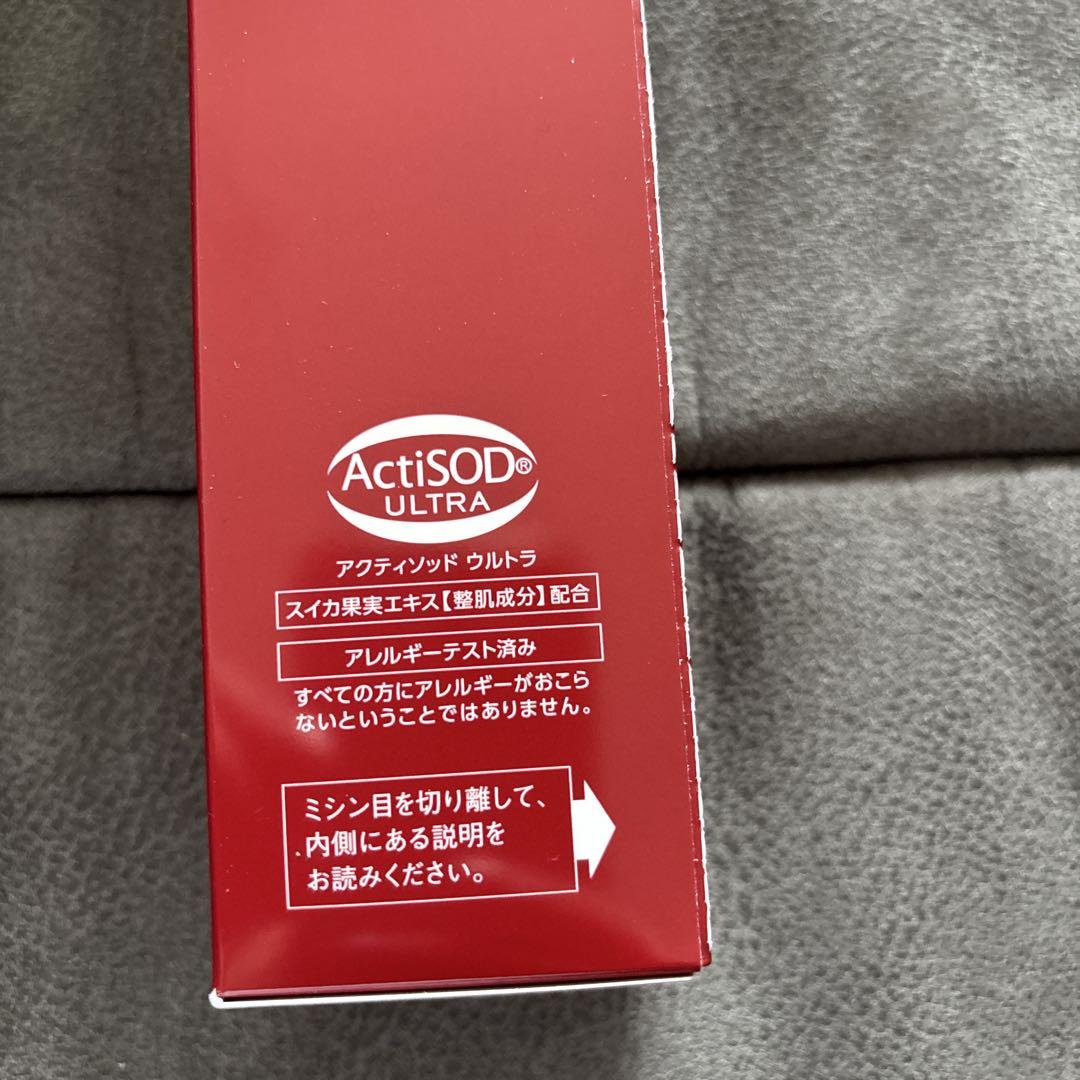 ActiSOD®
ULTRA
アクティソッド ウルトラ
スイカ果実エキス【整肌成分】配合
アレルギーテスト済み
すべての方にアレルギーがおこら
ないということではありません。
ミシン目を切り離して、
内側にある説明を
お読みください。